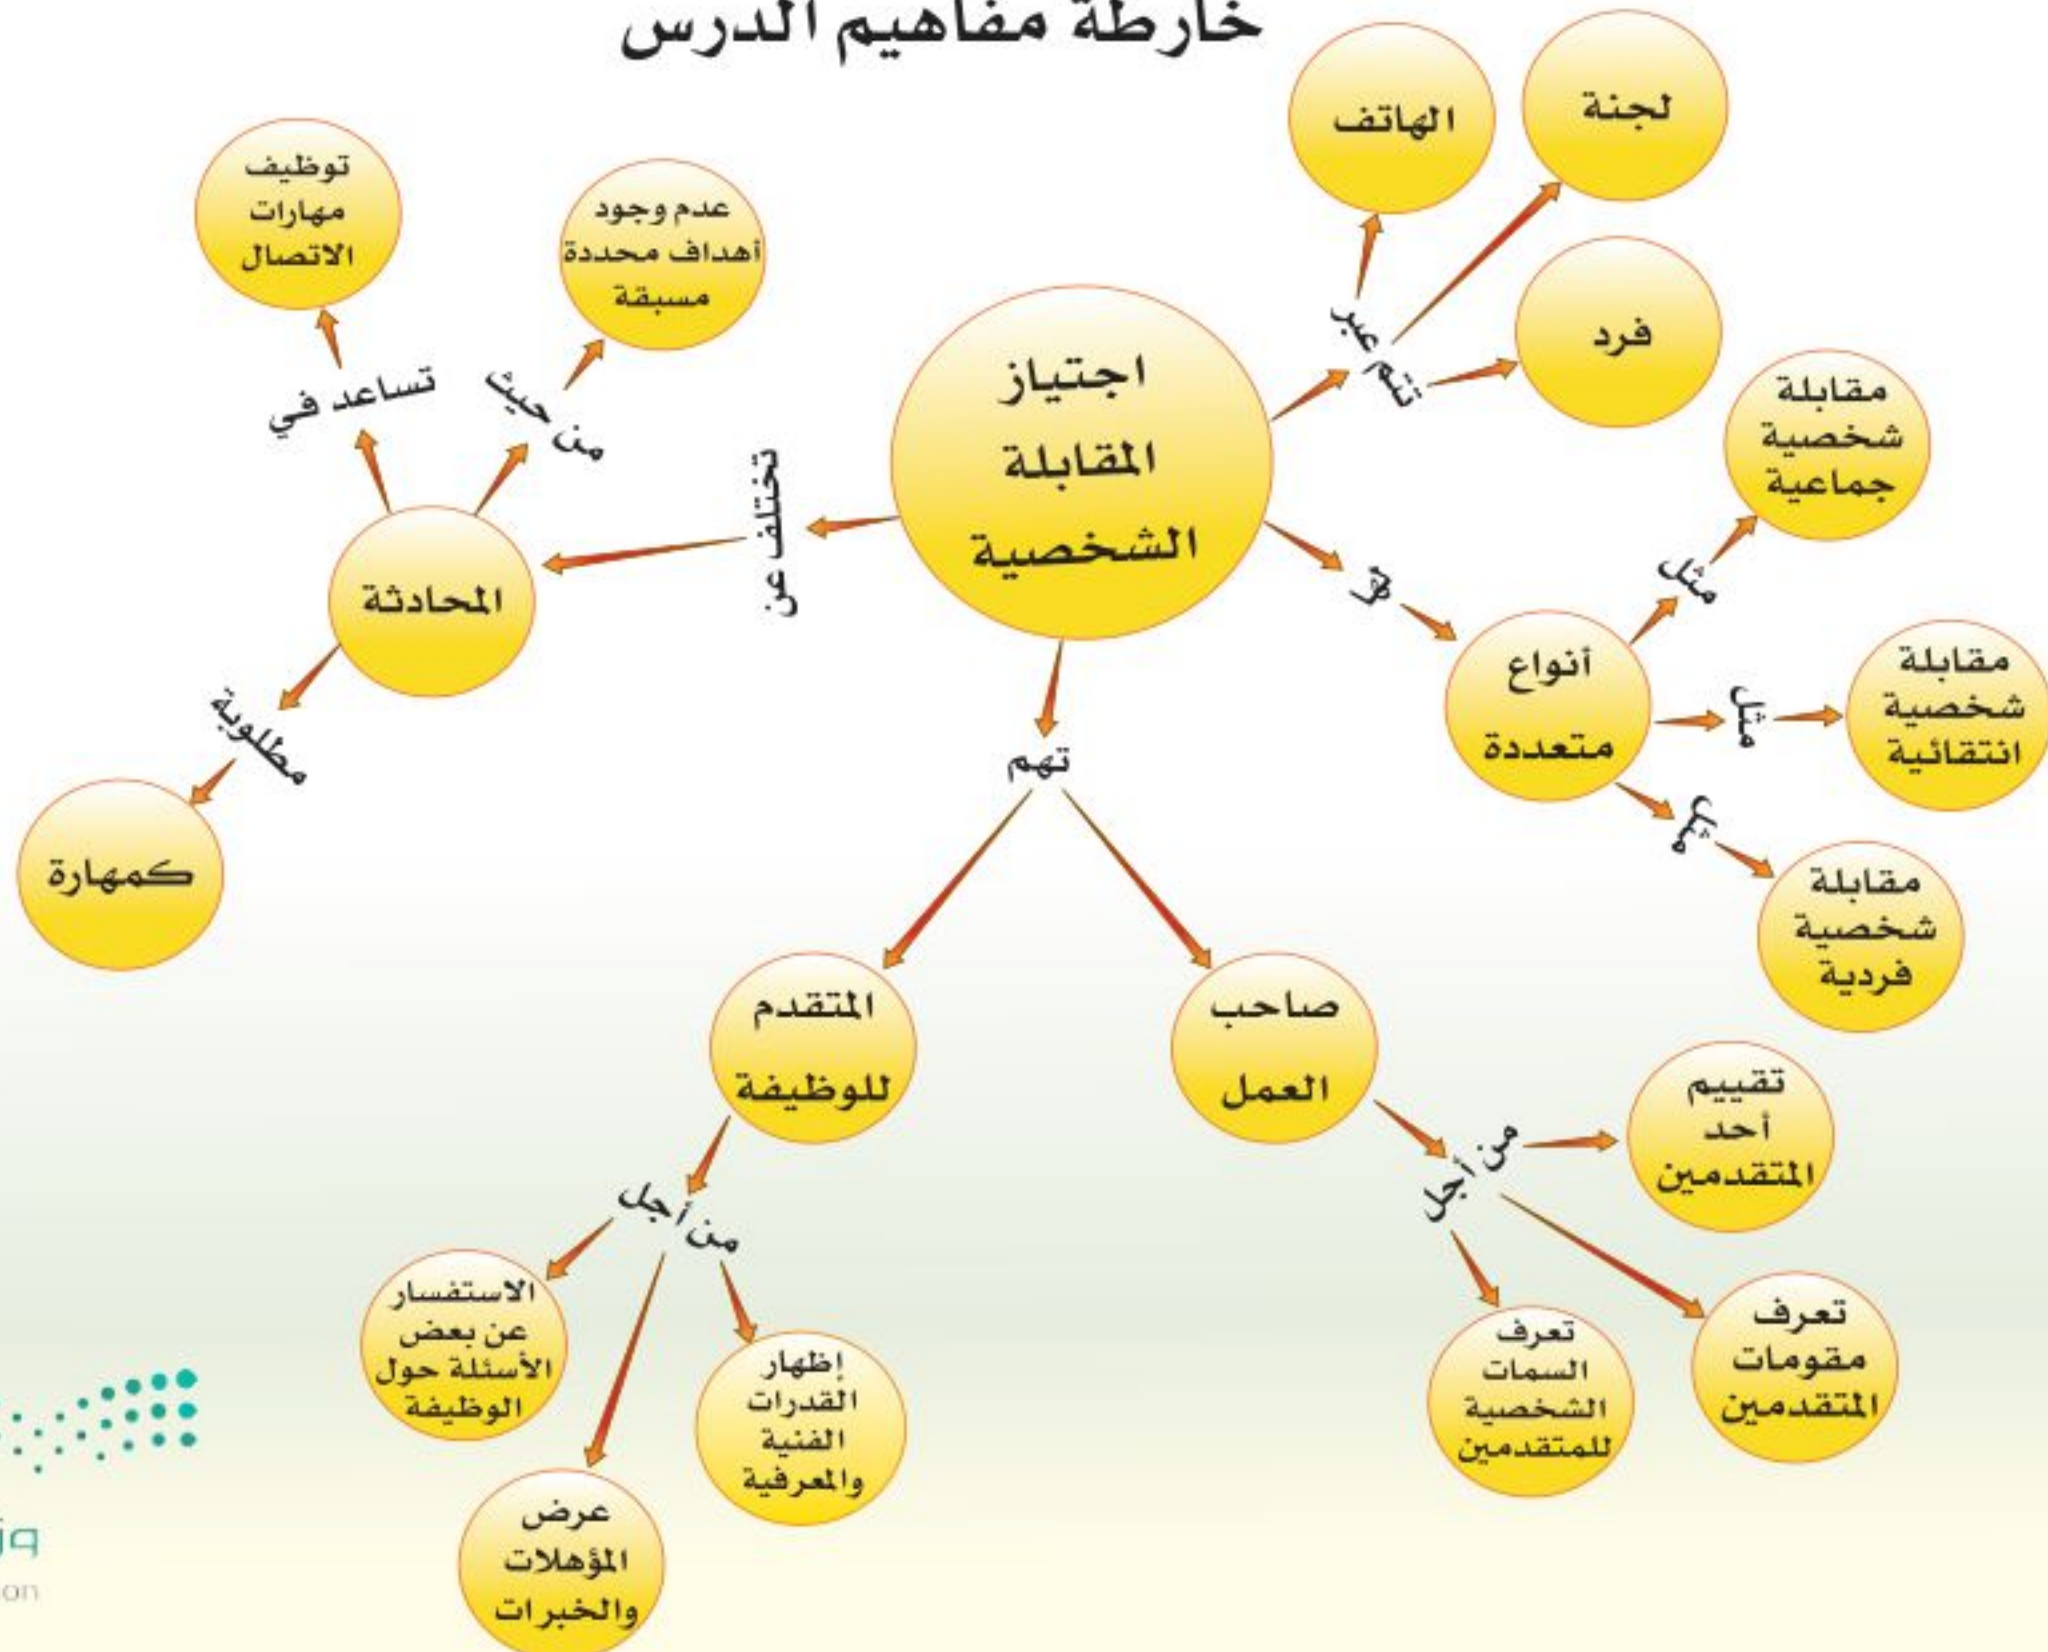 خارطة مفاهيم الدرس
اجتياز
المقابلة
الشخصية
تتم عبر
الهاتف
لجنة
فرد
لها
أنواع
متعددة
مثل
مقابلة
شخصية
جماعية
مثل
مقابلة
شخصية
انتقائية
مثل
مقابلة
شخصية
فردية
تهم
صاحب
العمل
من أجل
تقييم
أحد
المتقدمين
تعرف
مقومات
المتقدمين
تعرف
السمات
الشخصية
للمتقدمين
المتقدم
للوظيفة
من أجل
إظهار
القدرات
الفنية
والمعرفية
عرض
المؤهلات
والخبرات
الاستفسار
عن بعض
الأسئلة حول
الوظيفة
تختلف عن
المحادثة
من حيث
عدم وجود
أهداف محددة
مسبقة
تساعد في
توظيف
مهارات
الاتصال
مطلوبة
كمهارة